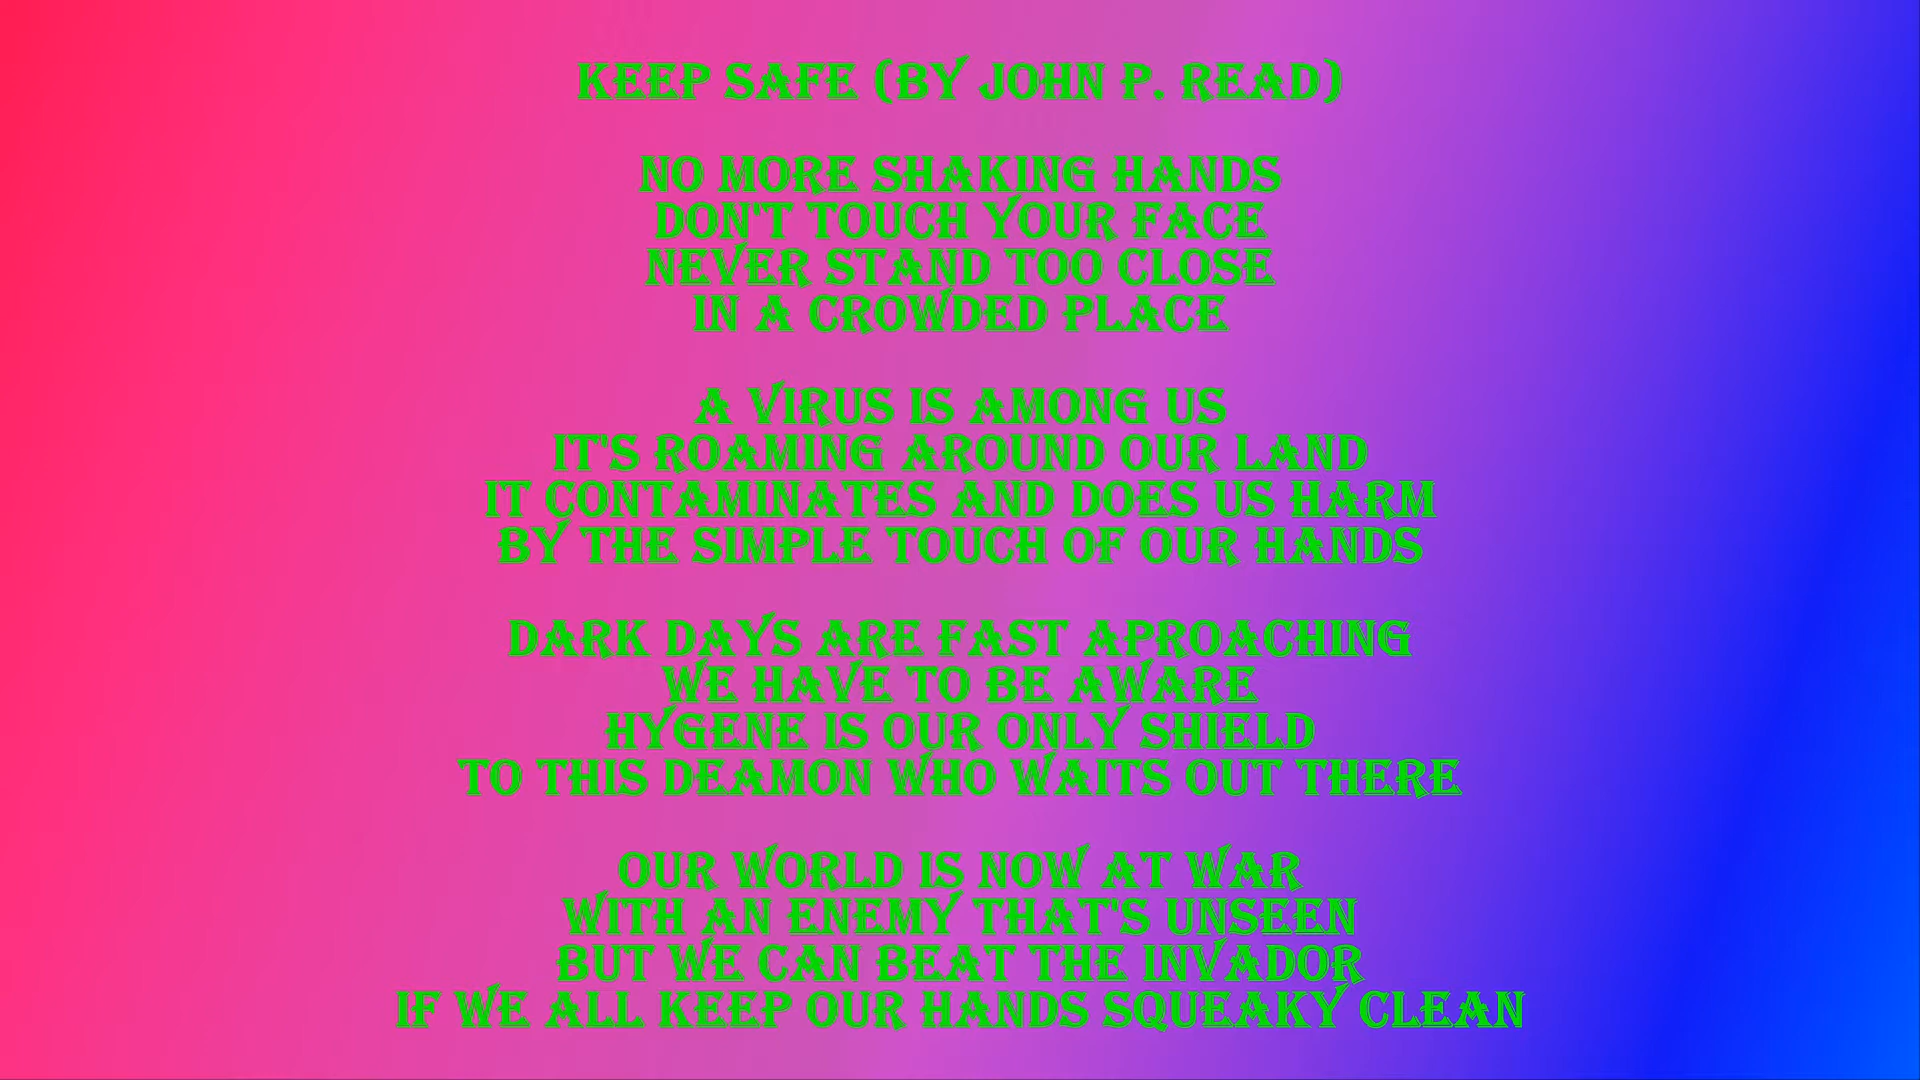 KEEP SAFE (BY JOHN P. READ)
NO MORE SHAKING HANDS
DON'T TOUCH YOUR FACE
NEVER STAND TOO CLOSE
IN A CROWDED PLACE
A VIRUS IS AMONG US
IT'S ROAMING AROUND OUR LAND
IT CONTAMINATES AND DOES US HARM
BY THE SIMPLE TOUCH OF OUR HANDS
DARK DAYS ARE FAST APROACHING
WE HAVE TO BE AWARE
HYGENE IS OUR ONLY SHIELD
TO THIS DEAMON WHO WAITS OUT THERE
OUR WORLD IS NOW AT WAR
WITH AN ENEMY THAT'S UNSEEN
BUT WE CAN BEAT THE INVADOR
IF WE ALL KEEP OUR HANDS SQUEAKY CLEAN